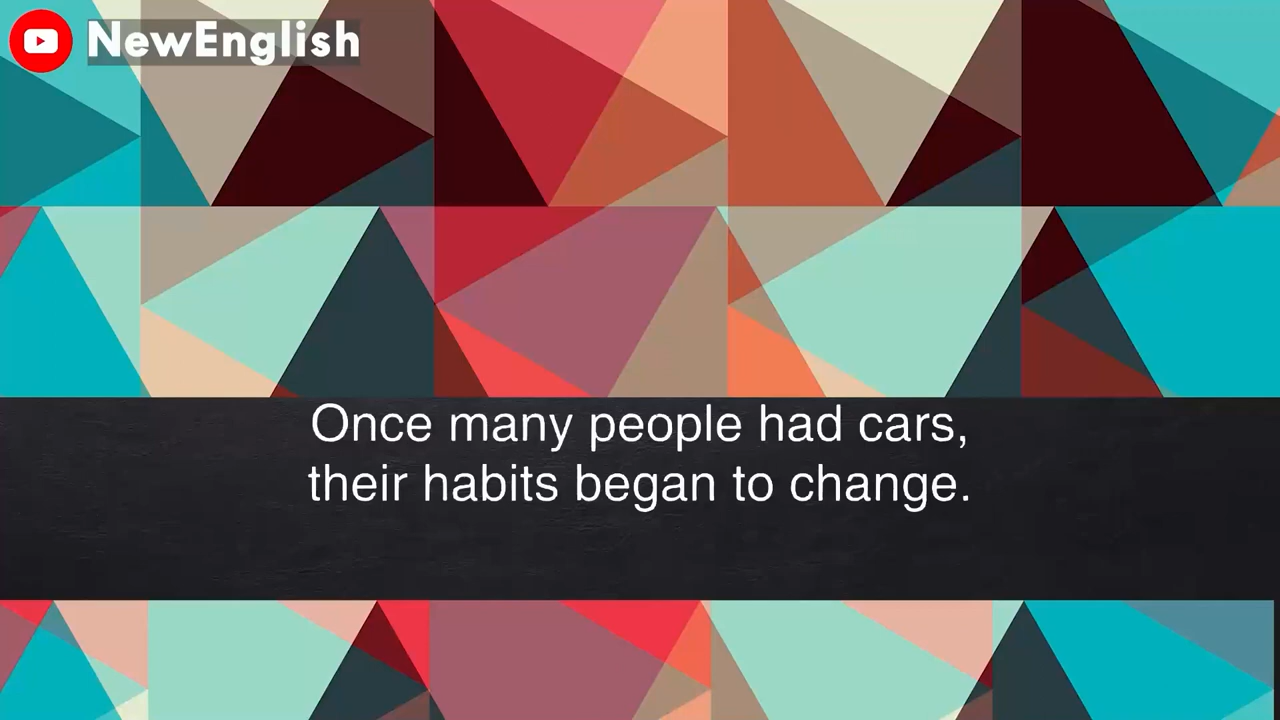 NewEnglish
Once many people had cars,
their habits began to change.